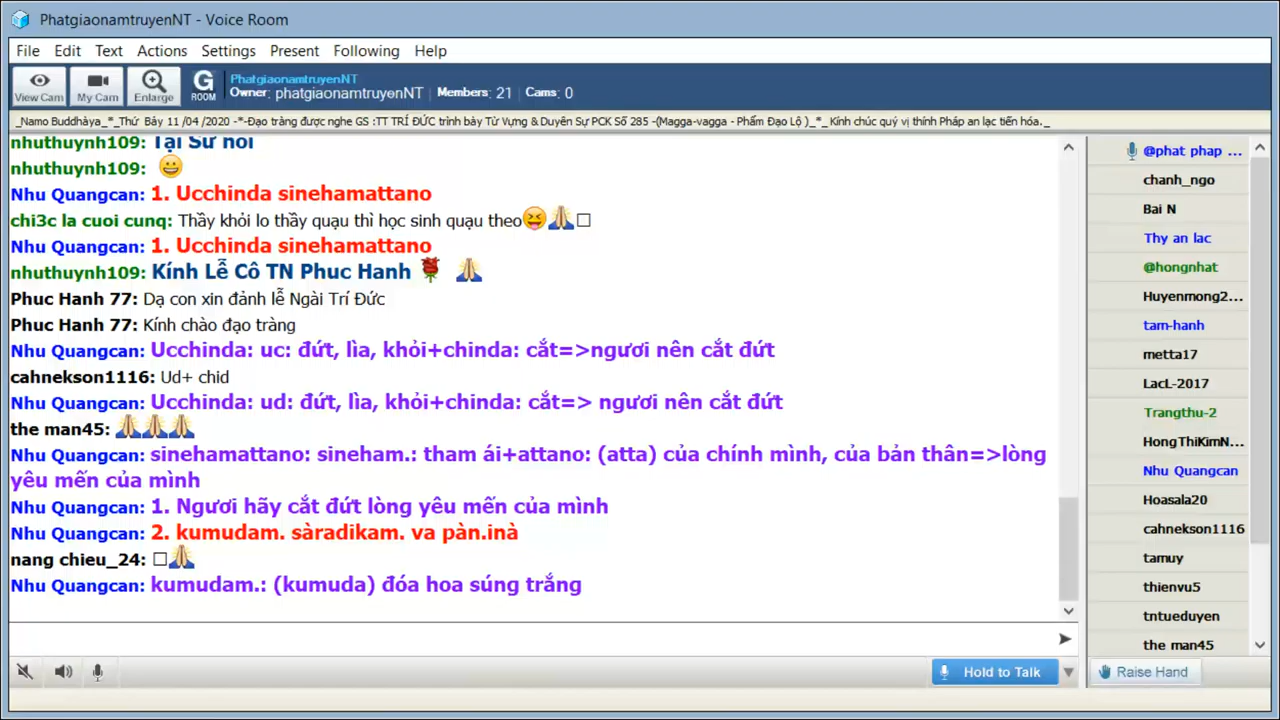 PhatgiaonamtruyenNT - Voice Room
File Edit Text Actions Settings Present Following Help
View Cam My Cam Enlarge G ROOM
PhatgiaonamtruyenNT
Owner: phatgiaonamtruyenNT | Members: 21 | Cams: 0
_Namo Buddhàya_*_Thứ Bảy 11 /04 /2020 -*-Đạo tràng được nghe GS :TT TRÍ ĐỨC trình bày Từ Vựng & Duyên Sự PCK Số 285 -(Magga-vagga - Phẩm Đạo Lộ )_*_ Kính chúc quý vị thính Pháp an lạc tiến hóa._
nhuthuynh109: Tại Sư nói
nhuthuynh109: 😀
Nhu Quangcan: 1. Ucchinda sinehamattano
chi3c la cuoi cunq: Thầy khỏi lo thầy quạu thì học sinh quạu theo😝🙏☐
Nhu Quangcan: 1. Ucchinda sinehamattano
nhuthuynh109: Kính Lễ Cô TN Phuc Hanh 🌹 🙏
Phuc Hanh 77: Dạ con xin đảnh lễ Ngài Trí Đức
Phuc Hanh 77: Kính chào đạo tràng
Nhu Quangcan: Ucchinda: uc: đứt, lìa, khỏi+chinda: cắt=>ngươi nên cắt đứt
cahnekson1116: Ud+ chid
Nhu Quangcan: Ucchinda: ud: đứt, lìa, khỏi+chinda: cắt=> ngươi nên cắt đứt
the man45: 🙏🙏🙏
Nhu Quangcan: sinehamattano: sineham.: tham ái+attano: (atta) của chính mình, của bản thân=>lòng
yêu mến của mình
Nhu Quangcan: 1. Ngươi hãy cắt đứt lòng yêu mến của mình
Nhu Quangcan: 2. kumudam. sàradikam. va pàn.inà
nang chieu_24: ☐🙏
Nhu Quangcan: kumudam.: (kumuda) đóa hoa súng trắng
@phat phap ...
chanh_ngo
Bai N
Thy an lac
@hongnhat
Huyenmong2...
tam-hanh
metta17
LacL-2017
Trangthu-2
HongThiKimN...
Nhu Quangcan
Hoasala20
cahnekson1116
tamuy
thienvu5
tntueduyen
the man45
Hold to Talk
Raise Hand